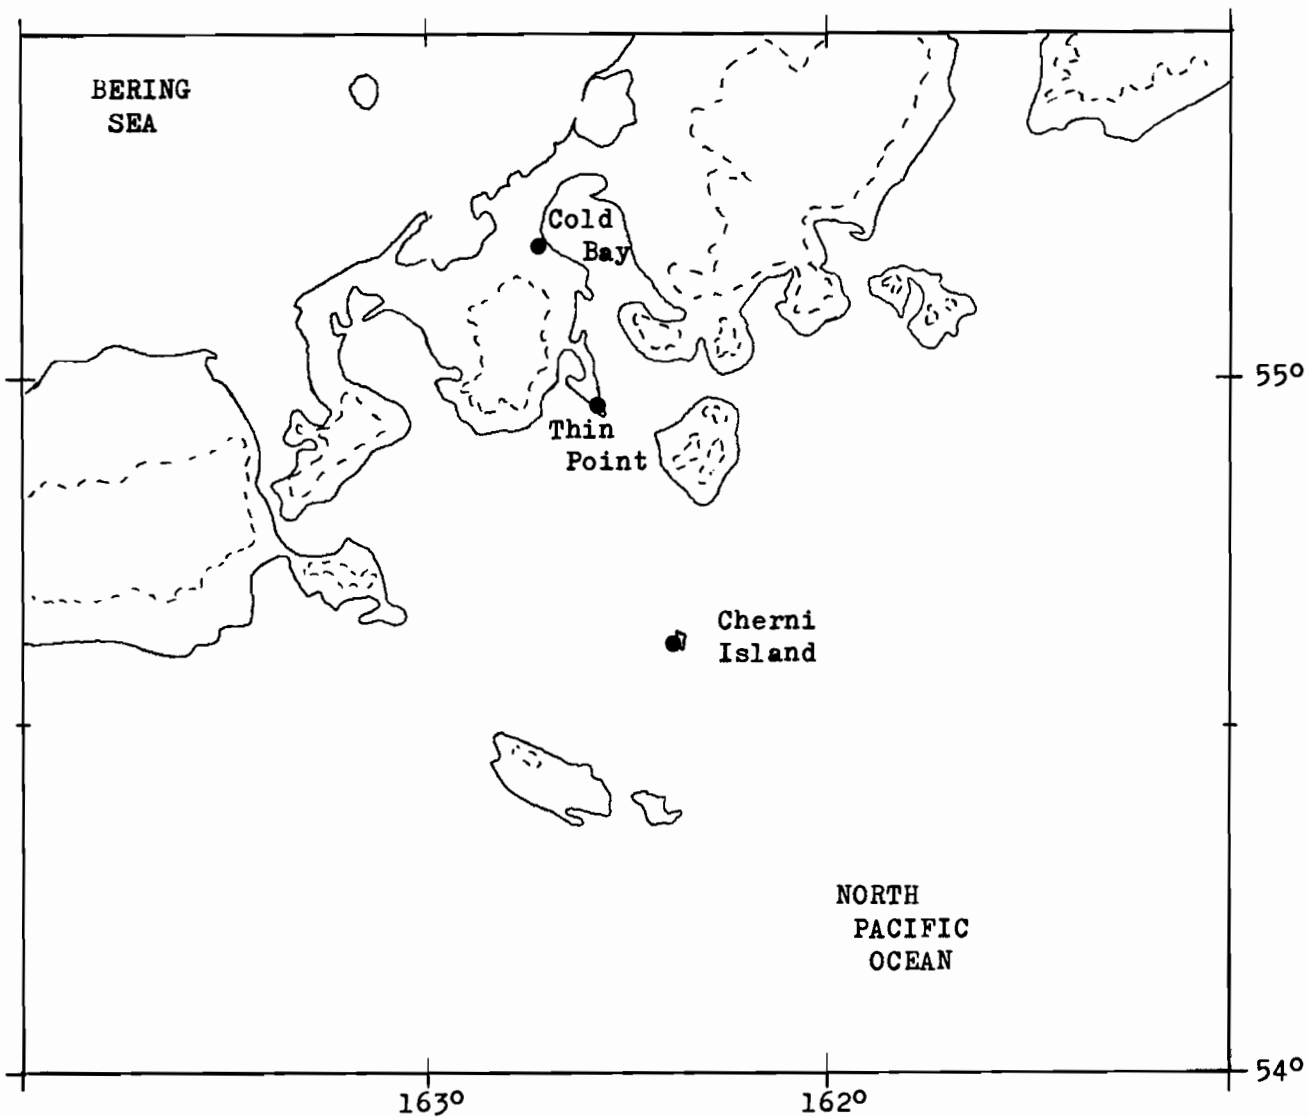 BERING
SEA
Cold
Bay
55°
Thin
Point
Cherni
Island
NORTH
PACIFIC
OCEAN
54°
163°
162°